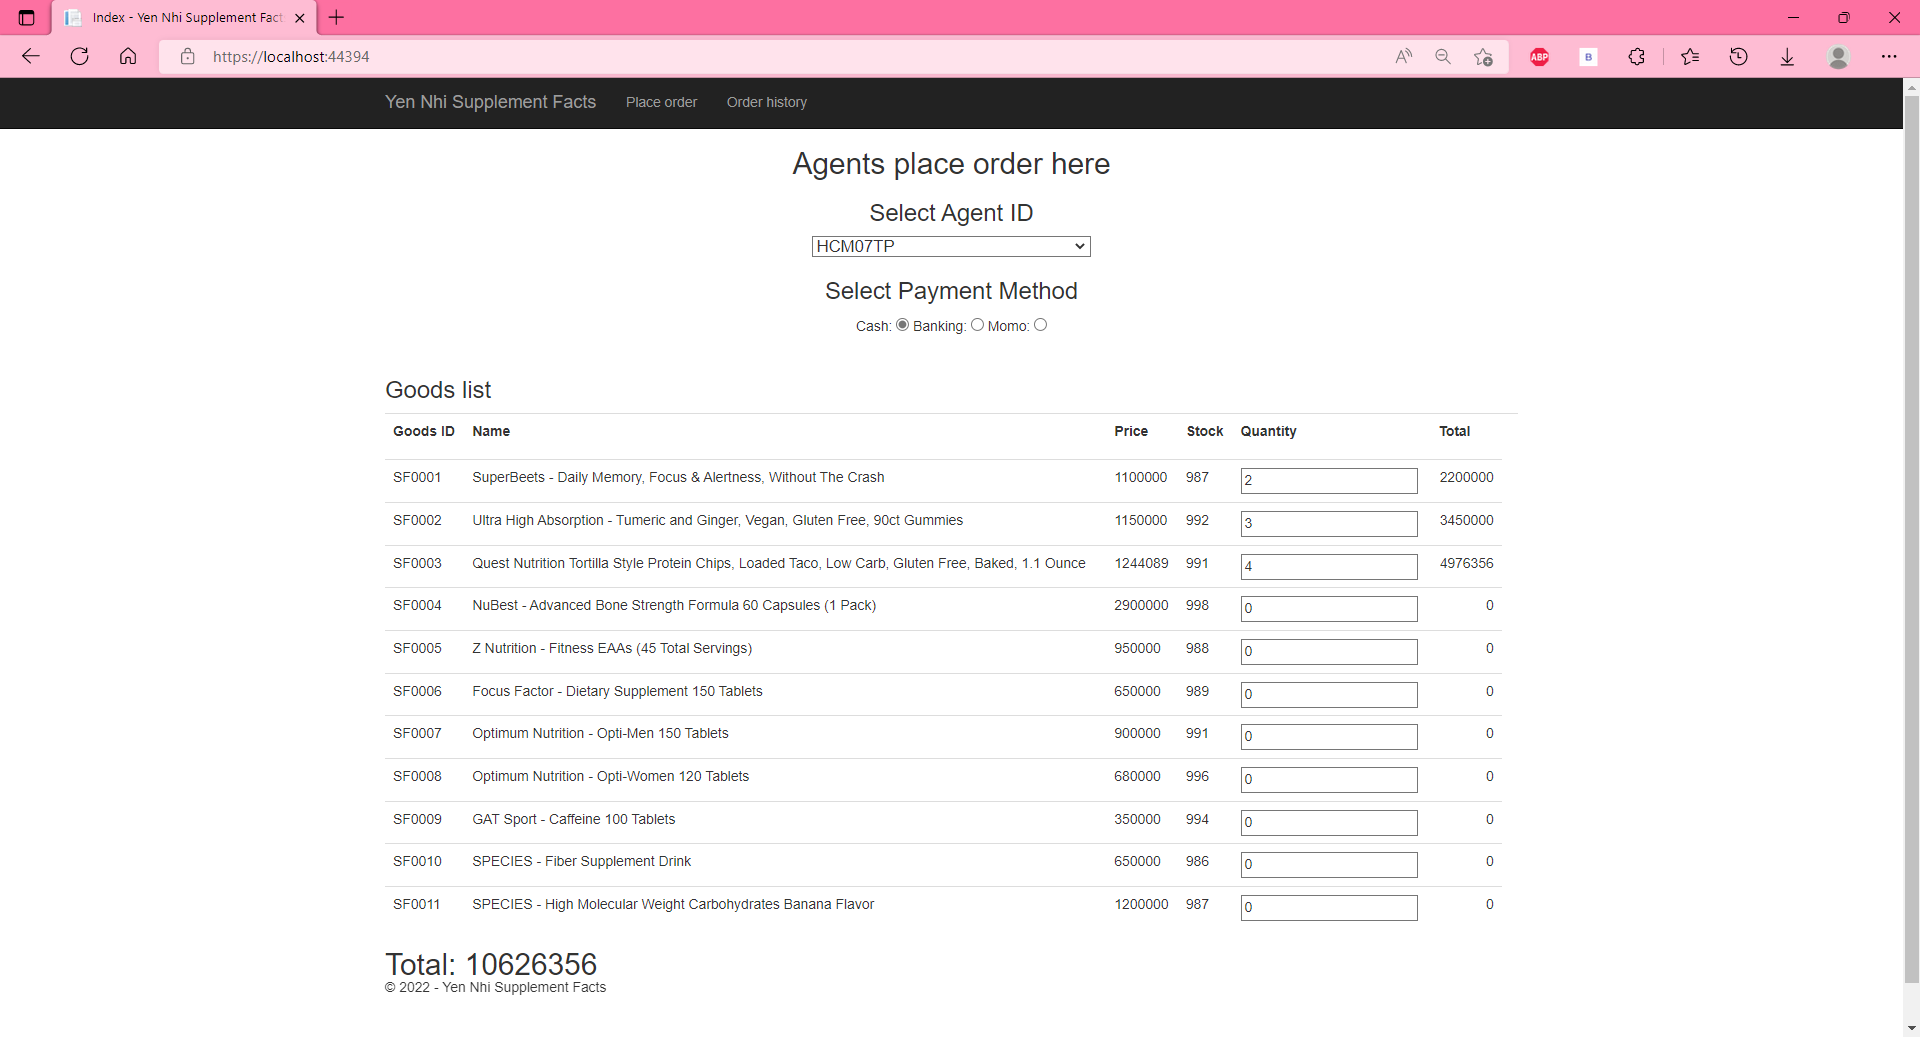 Index - Yen Nhi Supplement Fact
https://localhost:44394
A
ABP
B
Yen Nhi Supplement Facts Place order Order history
Agents place order here
Select Agent ID
HCM07TP
Select Payment Method
Cash: Banking: Momo:
Goods list
Goods ID Name Price Stock Quantity Total
SF0001 SuperBeets - Daily Memory, Focus & Alertness, Without The Crash 1100000 987 2 2200000
SF0002 Ultra High Absorption - Tumeric and Ginger, Vegan, Gluten Free, 90ct Gummies 1150000 992 3 3450000
SF0003 Quest Nutrition Tortilla Style Protein Chips, Loaded Taco, Low Carb, Gluten Free, Baked, 1.1 Ounce 1244089 991 4 4976356
SF0004 NuBest - Advanced Bone Strength Formula 60 Capsules (1 Pack) 2900000 998 0 0
SF0005 Z Nutrition - Fitness EAAs (45 Total Servings) 950000 988 0 0
SF0006 Focus Factor - Dietary Supplement 150 Tablets 650000 989 0 0
SF0007 Optimum Nutrition - Opti-Men 150 Tablets 900000 991 0 0
SF0008 Optimum Nutrition - Opti-Women 120 Tablets 680000 996 0 0
SF0009 GAT Sport - Caffeine 100 Tablets 350000 994 0 0
SF0010 SPECIES - Fiber Supplement Drink 650000 986 0 0
SF0011 SPECIES - High Molecular Weight Carbohydrates Banana Flavor 1200000 987 0 0
Total: 10626356
© 2022 - Yen Nhi Supplement Facts